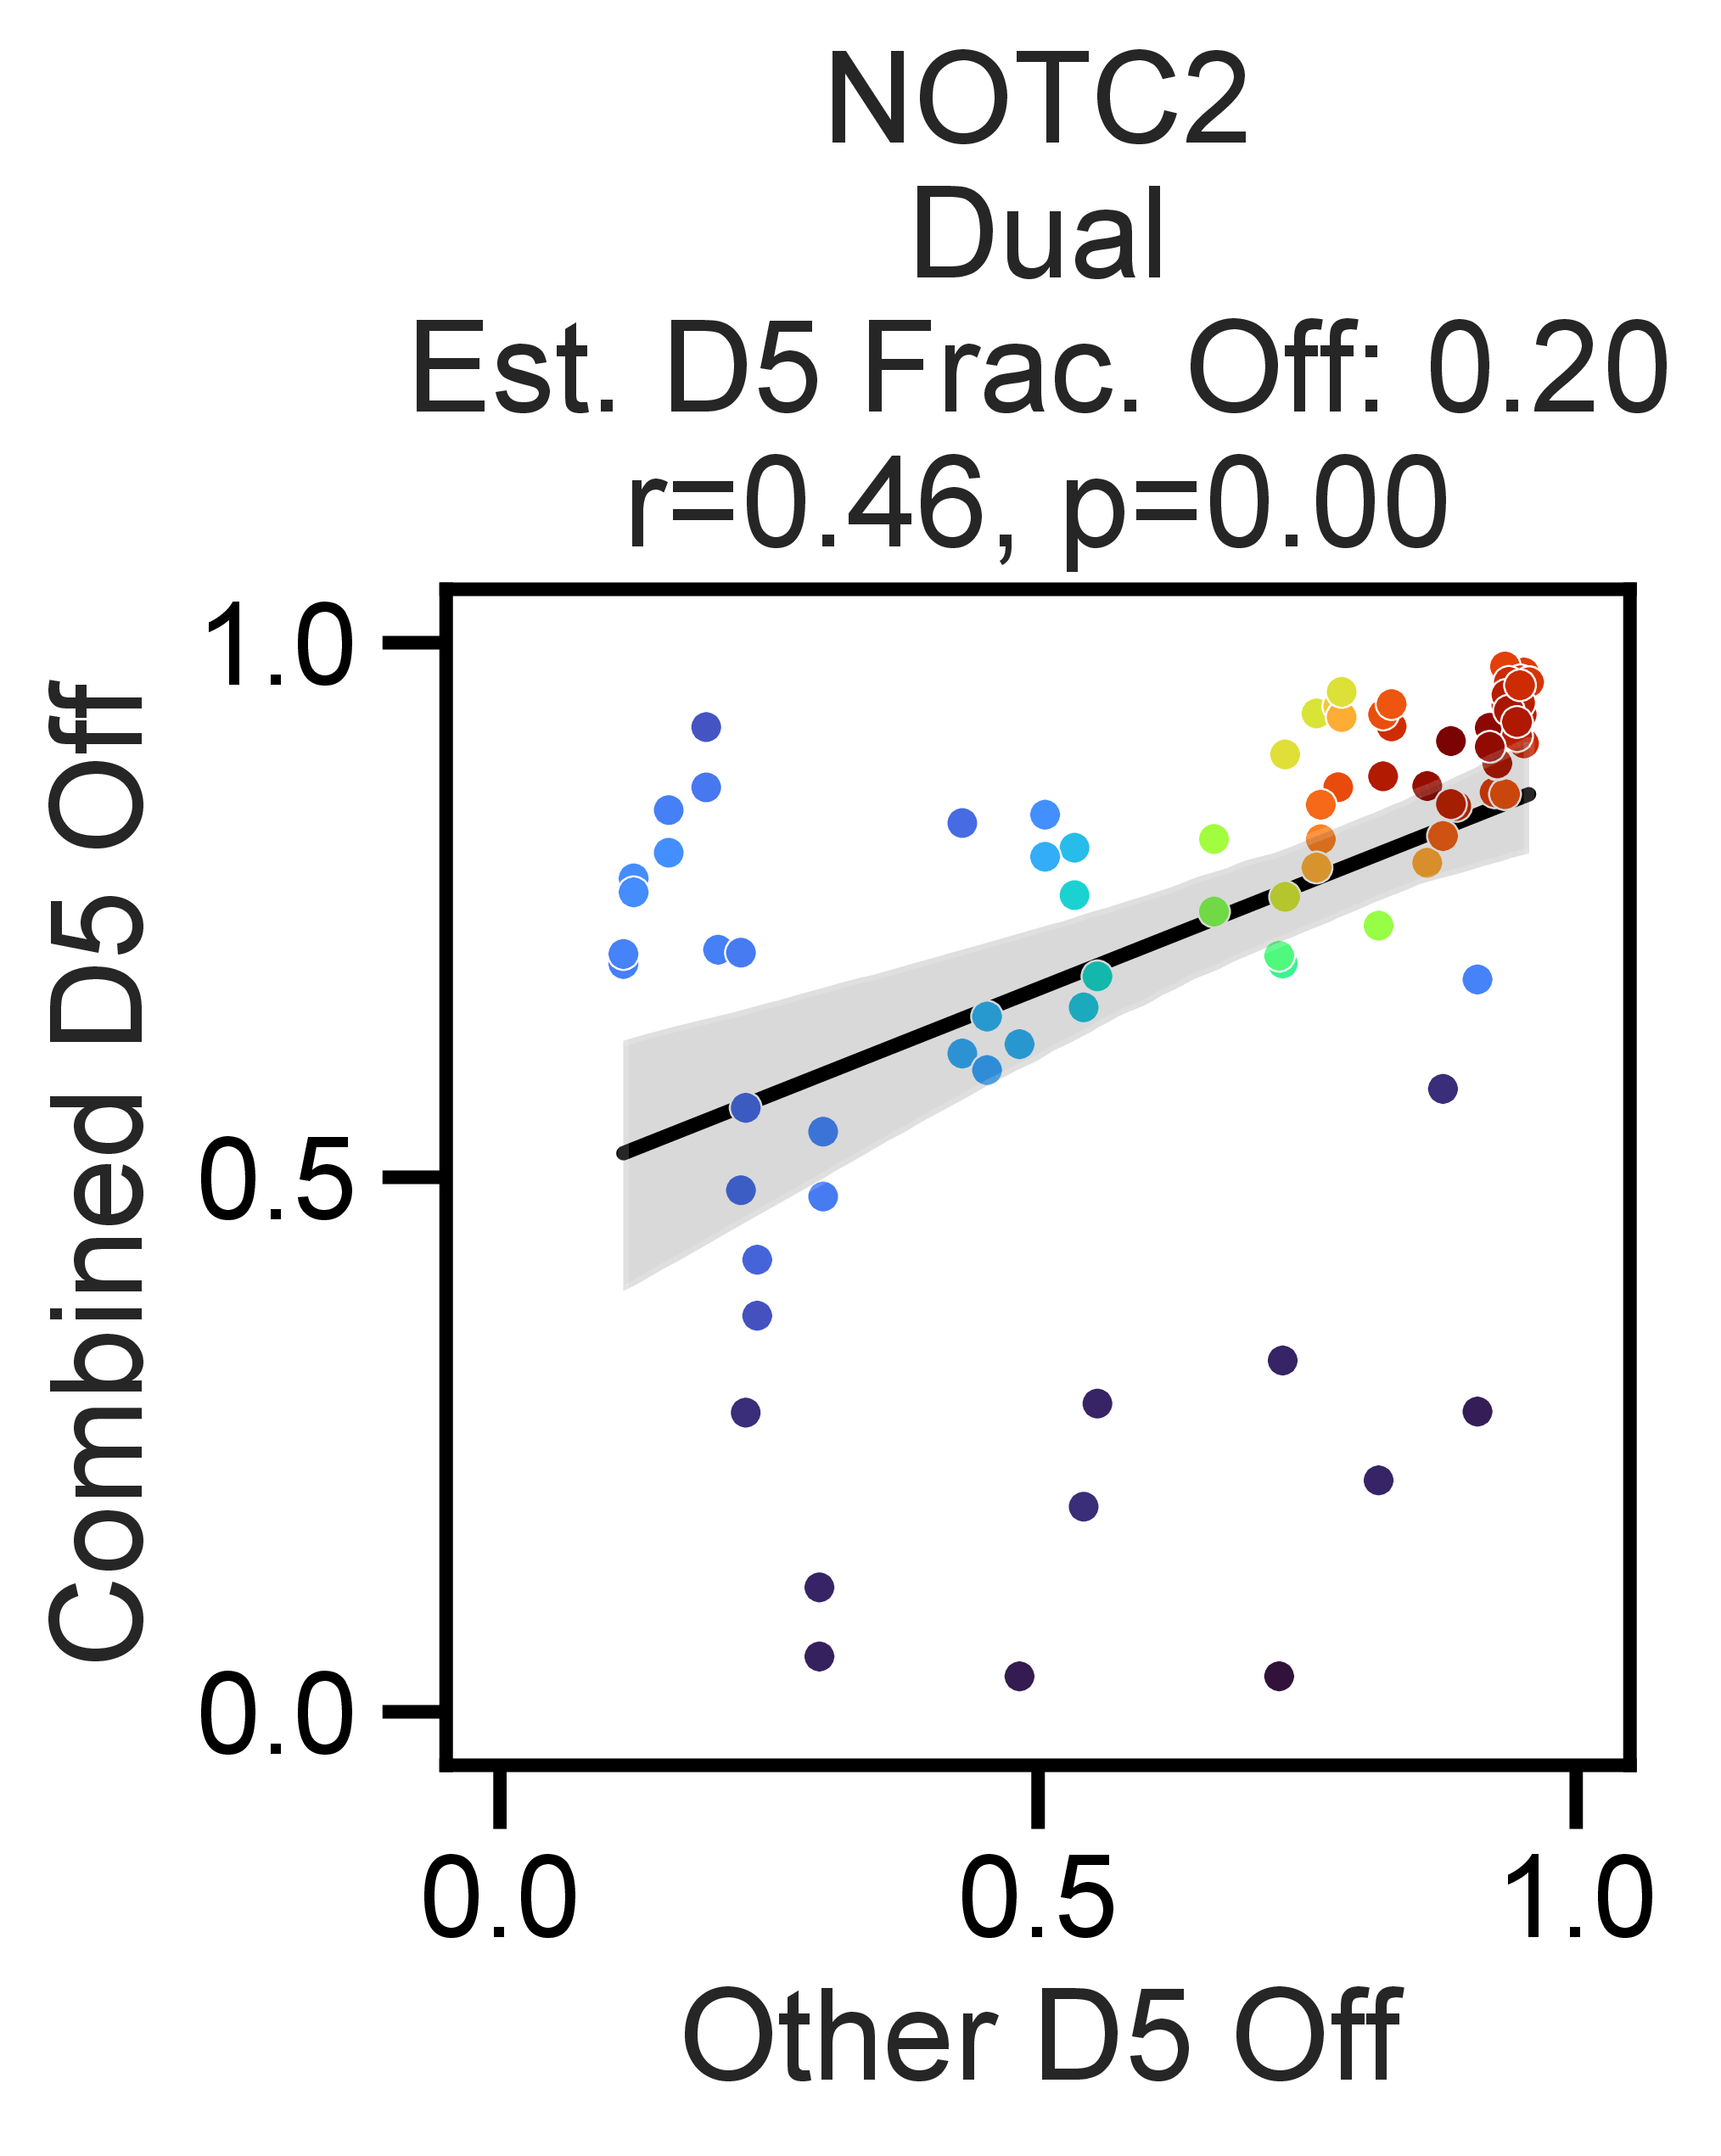 NOTC2
Dual
Est. D5 Frac. Off: 0.20
r=0.46, p=0.00
Combined D5 Off
1.0
0.5
0.0
0.0
0.5
1.0
Other D5 Off